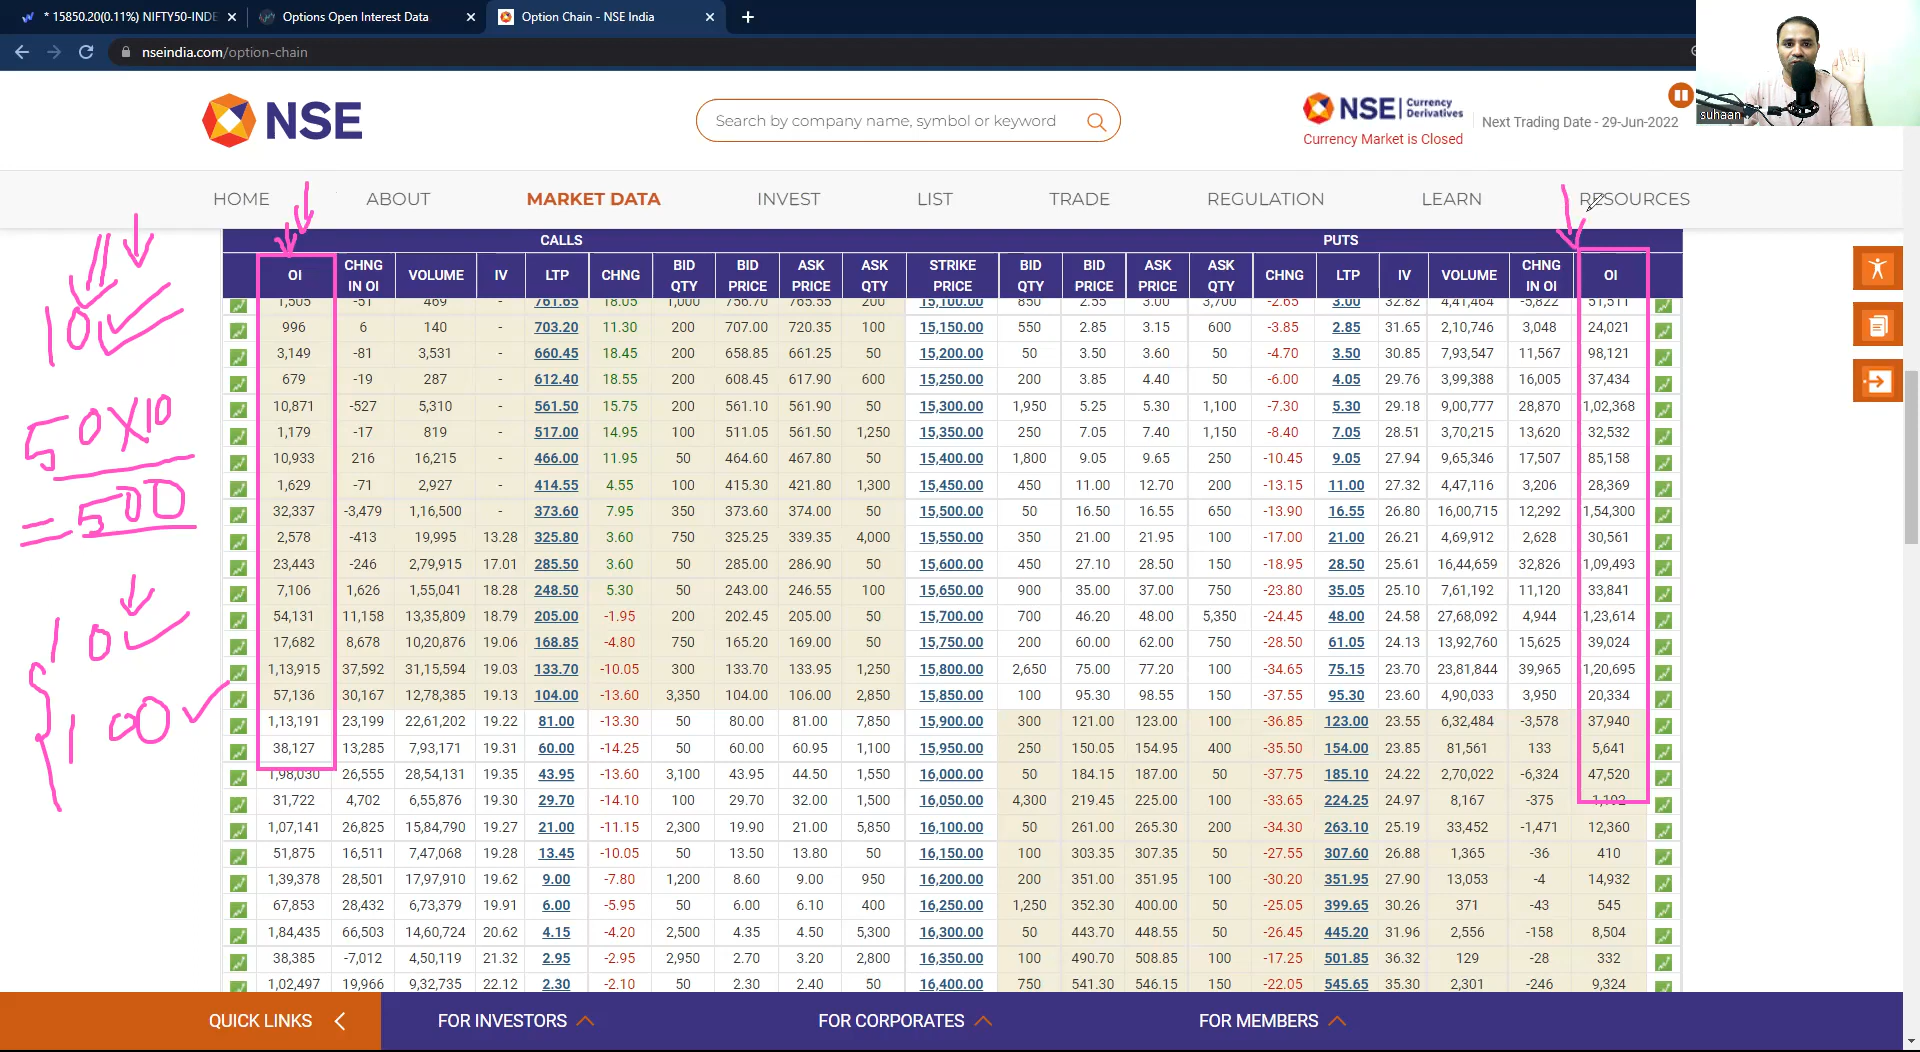 * 15850.20(0.11%) NIFTY50-INDE
Options Open Interest Data
Option Chain - NSE India
nseindia.com/option-chain
NSE
Search by company name, symbol or keyword
NSE Currency Derivatives
Currency Market is Closed
Next Trading Date - 29-Jun-2022
suhaan
HOME ABOUT MARKET DATA INVEST LIST TRADE REGULATION LEARN RESOURCES
CALLS PUTS
OI CHNG IN OI VOLUME IV LTP CHNG BID QTY BID PRICE ASK PRICE ASK QTY STRIKE PRICE BID QTY BID PRICE ASK PRICE ASK QTY CHNG LTP IV VOLUME CHNG IN OI OI
1,505 -51 469 - 761.65 18.05 1,000 756.70 765.55 200 15,100.00 850 2.55 3.00 3,700 -2.65 3.00 32.82 4,41,464 -5,822 51,511
996 6 140 - 703.20 11.30 200 707.00 720.35 100 15,150.00 550 2.85 3.15 600 -3.85 2.85 31.65 2,10,746 3,048 24,021
3,149 -81 3,531 - 660.45 18.45 200 658.85 661.25 50 15,200.00 50 3.50 3.60 50 -4.70 3.50 30.85 7,93,547 11,567 98,121
679 -19 287 - 612.40 18.55 200 608.45 617.90 600 15,250.00 200 3.85 4.40 50 -6.00 4.05 29.76 3,99,388 16,005 37,434
10,871 -527 5,310 - 561.50 15.75 200 561.10 561.90 50 15,300.00 1,950 5.25 5.30 1,100 -7.30 5.30 29.18 9,00,777 28,870 1,02,368
1,179 -17 819 - 517.00 14.95 100 511.05 561.50 1,250 15,350.00 250 7.05 7.40 1,150 -8.40 7.05 28.51 3,70,215 13,620 32,532
10,933 216 16,215 - 466.00 11.95 50 464.60 467.80 50 15,400.00 1,800 9.05 9.65 250 -10.45 9.05 27.94 9,65,346 17,507 85,158
1,629 -71 2,927 - 414.55 4.55 100 415.30 421.80 1,300 15,450.00 450 11.00 12.70 200 -13.15 11.00 27.32 4,47,116 3,206 28,369
32,337 -3,479 1,16,500 - 373.60 7.95 350 373.60 374.00 50 15,500.00 50 16.50 16.55 650 -13.90 16.55 26.80 16,00,715 12,292 1,54,300
2,578 -413 19,995 13.28 325.80 3.60 750 325.25 339.35 4,000 15,550.00 350 21.00 21.95 100 -17.00 21.00 26.21 4,69,912 2,628 30,561
23,443 -246 2,79,915 17.01 285.50 3.60 50 285.00 286.90 50 15,600.00 450 27.10 28.50 150 -18.95 28.50 25.61 16,44,659 32,826 1,09,493
7,106 1,626 1,55,041 18.28 248.50 5.30 50 243.00 246.55 100 15,650.00 900 35.00 37.00 750 -23.80 35.05 25.10 7,61,192 11,120 33,841
54,131 11,158 13,35,809 18.79 205.00 -1.95 200 202.45 205.00 50 15,700.00 700 46.20 48.00 5,350 -24.45 48.00 24.58 27,68,092 4,944 1,23,614
17,682 8,678 10,20,876 19.06 168.85 -4.80 750 165.20 169.00 50 15,750.00 200 60.00 62.00 750 -28.50 61.05 24.13 13,92,760 15,625 39,024
1,13,915 37,592 31,15,594 19.03 133.70 -10.05 300 133.70 133.95 1,250 15,800.00 2,650 75.00 77.20 100 -34.65 75.15 23.70 23,81,844 39,965 1,20,695
57,136 30,167 12,78,385 19.13 104.00 -13.60 3,350 104.00 106.00 2,850 15,850.00 100 95.30 98.55 150 -37.55 95.30 23.60 4,90,033 3,950 20,334
1,13,191 23,199 22,61,202 19.22 81.00 -13.30 50 80.00 81.00 7,850 15,900.00 300 121.00 123.00 100 -36.85 123.00 23.55 6,32,484 -3,578 37,940
38,127 13,285 7,93,171 19.31 60.00 -14.25 50 60.00 60.95 1,100 15,950.00 250 150.05 154.95 400 -35.50 154.00 23.85 81,561 133 5,641
1,98,030 26,555 28,54,131 19.35 43.95 -13.60 3,100 43.95 44.50 1,550 16,000.00 50 184.15 187.00 50 -37.75 185.10 24.22 2,70,022 -6,324 47,520
31,722 4,702 6,55,876 19.30 29.70 -14.10 100 29.70 32.00 1,500 16,050.00 4,300 219.45 225.00 100 -33.65 224.25 24.97 8,167 -375 1,192
1,07,141 26,825 15,84,790 19.27 21.00 -11.15 2,300 19.90 21.00 5,850 16,100.00 50 261.00 265.30 200 -34.30 263.10 25.19 33,452 -1,471 12,360
51,875 16,511 7,47,068 19.28 13.45 -10.05 50 13.50 13.80 50 16,150.00 100 303.35 307.35 50 -27.55 307.60 26.88 1,365 -36 410
1,39,378 28,501 17,97,910 19.62 9.00 -7.80 1,200 8.60 9.00 950 16,200.00 200 351.00 351.95 100 -30.20 351.95 27.90 13,053 -4 14,932
67,853 28,432 6,73,379 19.91 6.00 -5.95 50 6.00 6.10 400 16,250.00 1,250 352.30 400.00 50 -25.05 399.65 30.26 371 -43 545
1,84,435 66,503 14,60,724 20.62 4.15 -4.20 2,500 4.35 4.50 5,300 16,300.00 50 443.70 448.55 50 -26.45 445.20 31.96 2,556 -158 8,504
38,385 -7,012 4,50,119 21.32 2.95 -2.95 2,950 2.70 3.20 2,800 16,350.00 100 490.70 508.85 100 -17.25 501.85 36.32 129 -28 332
1,02,497 19,966 9,32,735 22.12 2.30 -2.10 50 2.30 2.40 50 16,400.00 750 541.30 546.15 150 -22.05 545.65 35.30 2,301 -246 9,324
10
50X10
=500
10
100
QUICK LINKS FOR INVESTORS FOR CORPORATES FOR MEMBERS